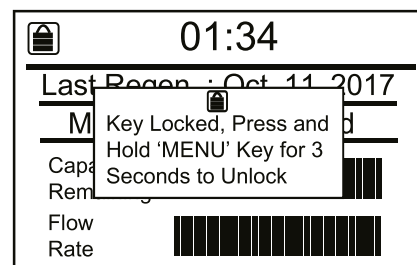 01:34
Last Regen. : Oct. 11, 2017
Key Locked, Press and
Hold ‘MENU’ Key for 3
Seconds to Unlock
Flow
Rate